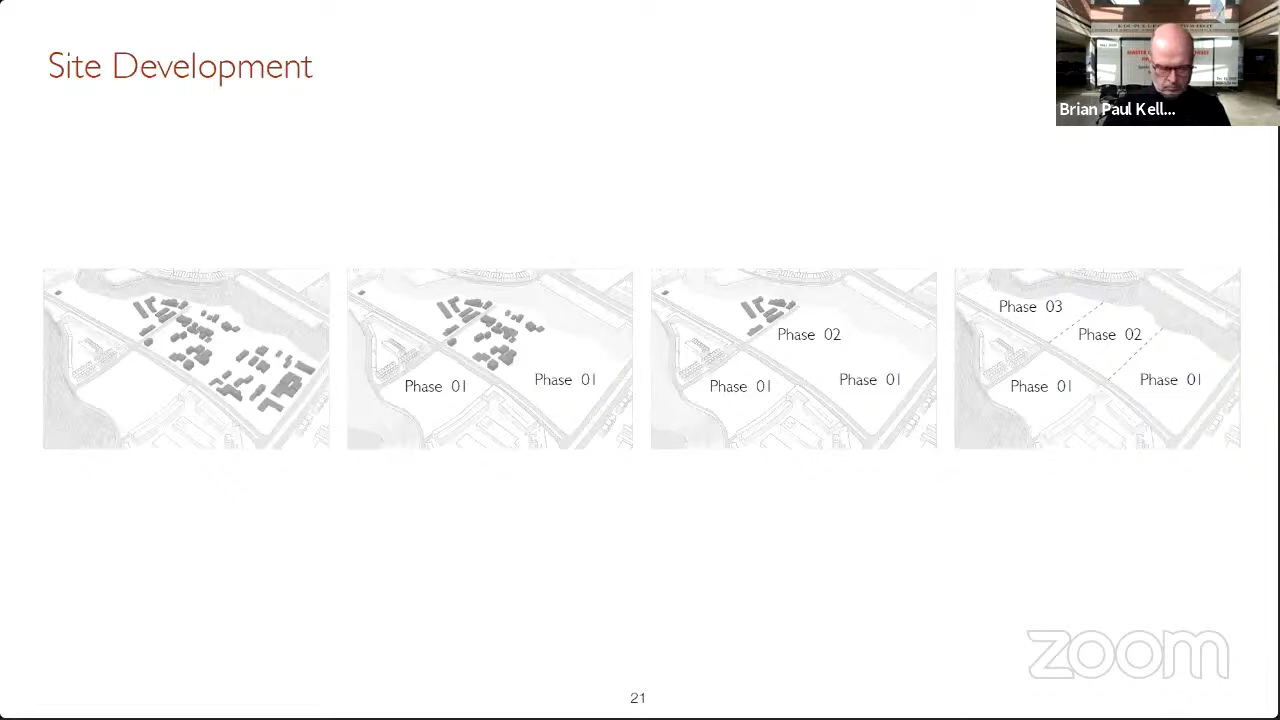 Site Development
Brian Paul Kell...
Phase 01
Phase 01
Phase 02
Phase 01
Phase 01
Phase 03
Phase 02
Phase 01
Phase 01
zoom
21